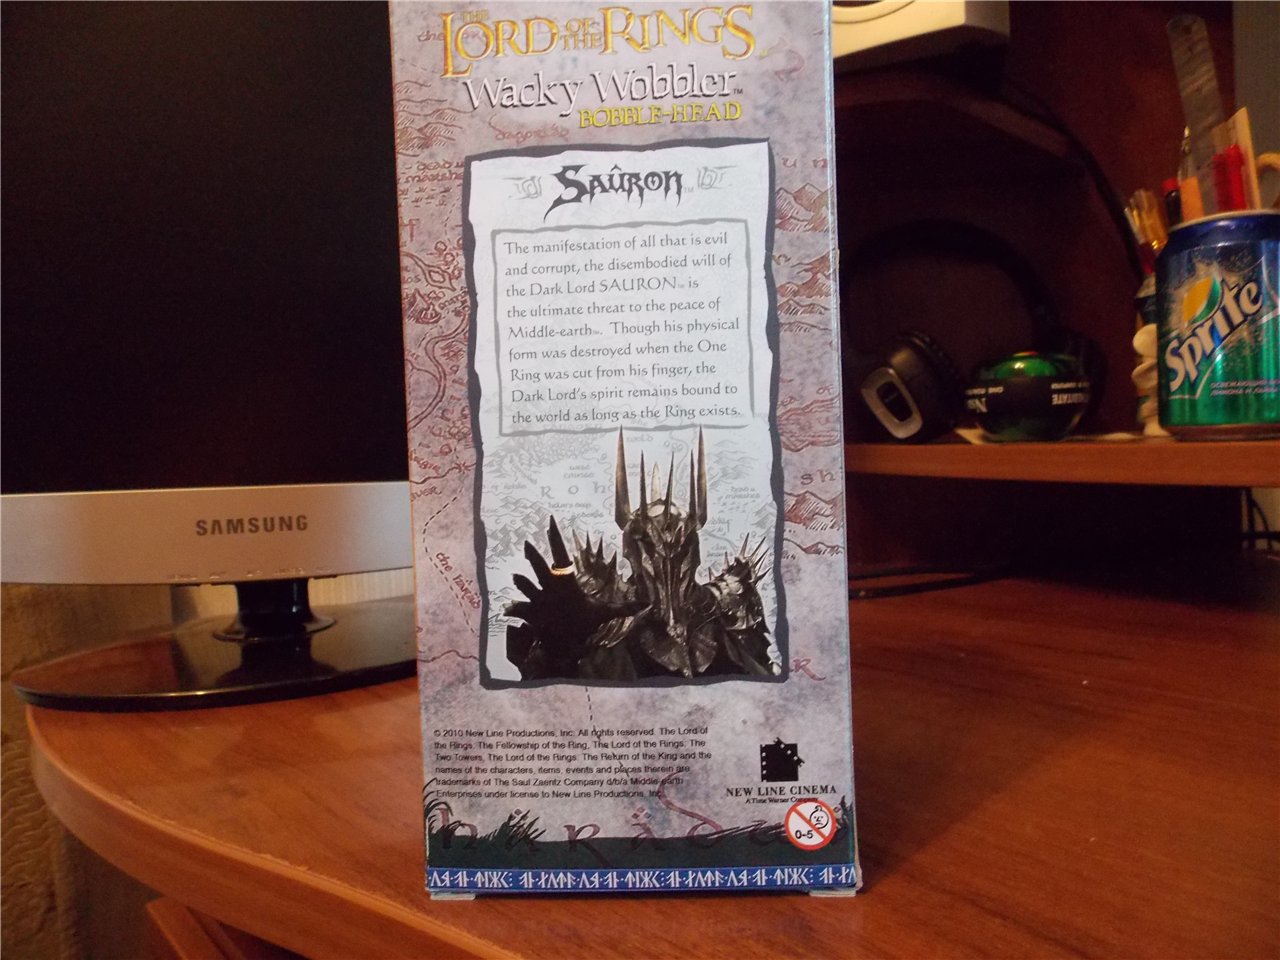 THE
LORD OF THE RINGS
Wacky Wobbler™
BOBBLE-HEAD
SAÛRON™
The manifestation of all that is evil
and corrupt, the disembodied will of
the Dark Lord SAURON™ is
the ultimate threat to the peace of
Middle-earth™. Though his physical
form was destroyed when the One
Ring was cut from his finger, the
Dark Lord's spirit remains bound to
the world as long as the Ring exists.
© 2010 New Line Productions, Inc. All rights reserved. The Lord of
the Rings, The Fellowship of the Ring, The Lord of the Rings, The
Two Towers, The Lord of the Rings, The Return of the King and the
names of the characters, items, events and places therein are
trademarks of The Saul Zaentz Company d/b/a Middle-earth
Enterprises under license to New Line Productions, Inc.
NEW LINE CINEMA
A Time Warner Company
0-5
SAMSUNG
Sprite